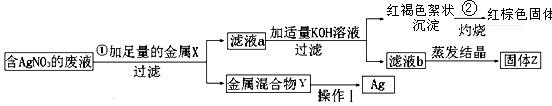 含AgNO₃的废液
①加足量的金属X
过滤
滤液a
加适量KOH溶液
过滤
红褐色絮状
沉淀
②
灼烧
红棕色固体
滤液b
蒸发结晶
固体Z
金属混合物Y
操作Ⅰ
Ag